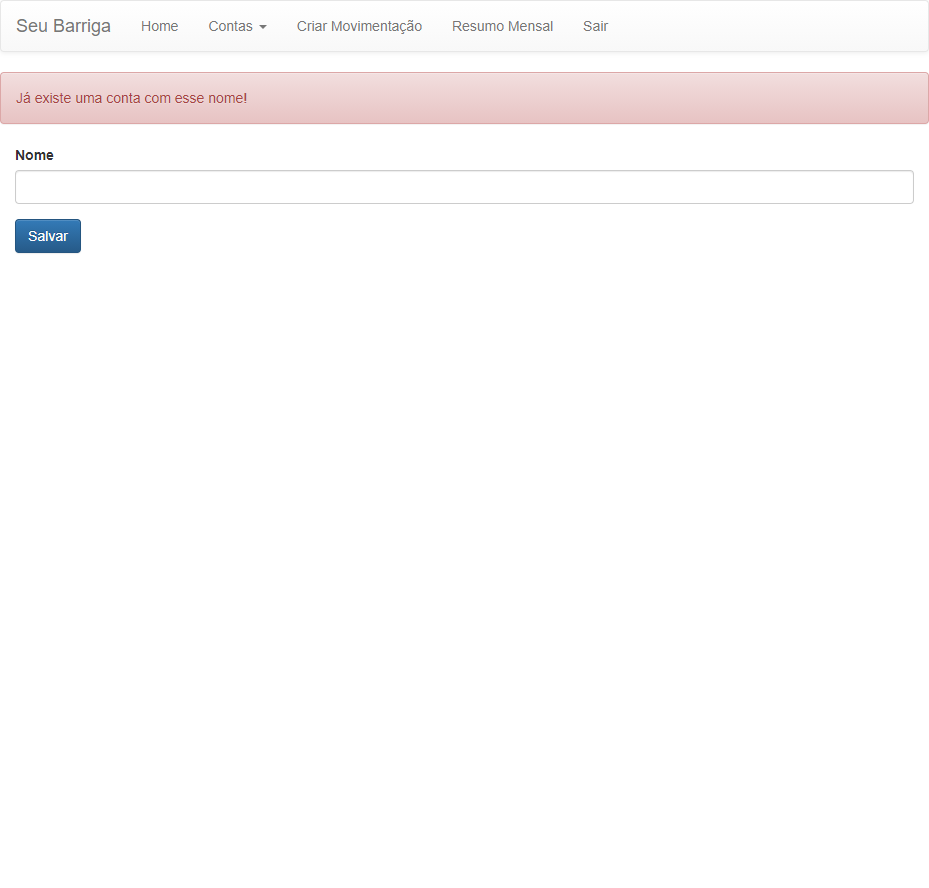 Seu Barriga Home Contas Criar Movimentação Resumo Mensal Sair
Já existe uma conta com esse nome!
Nome
Salvar